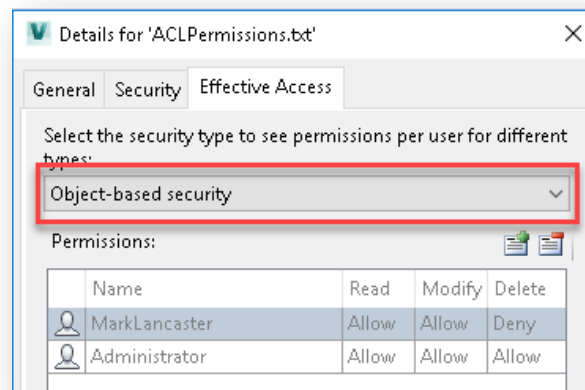 Details for 'ACLPermissions.txt'
General Security Effective Access
Select the security type to see permissions per user for different
types:
Object-based security
Permissions:
Name Read Modify Delete
MarkLancaster Allow Allow Deny
Administrator Allow Allow Allow